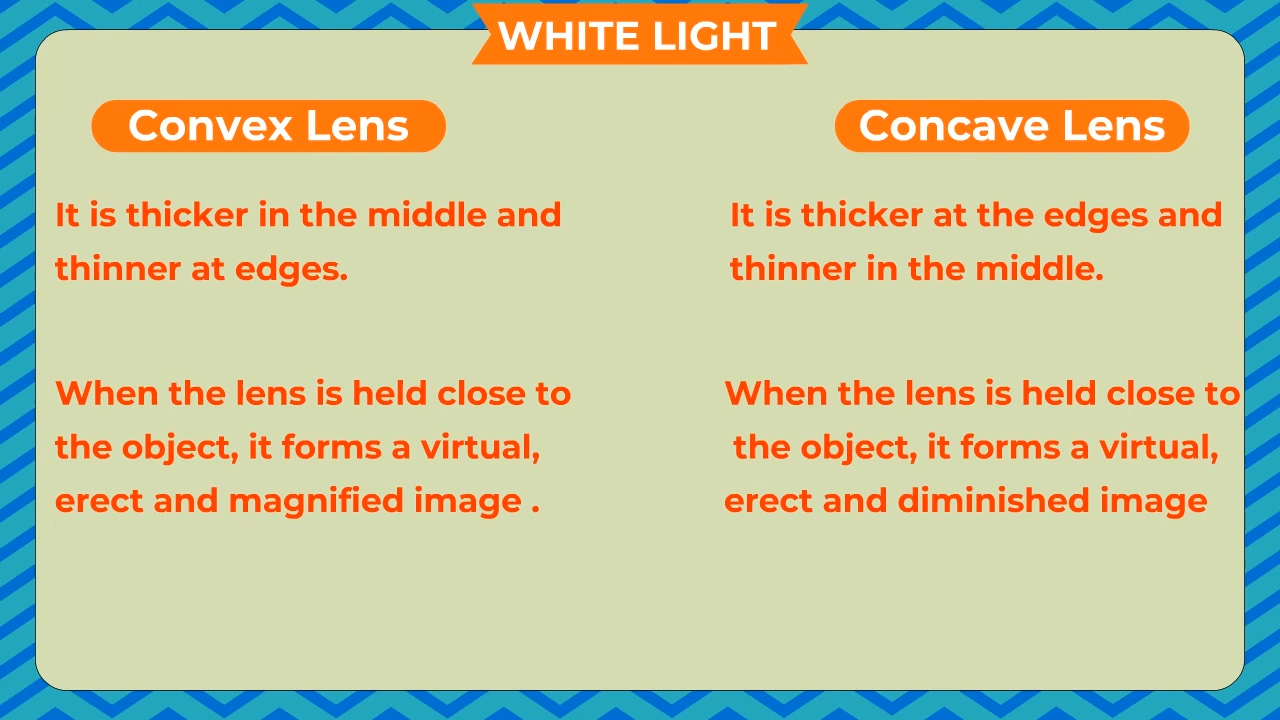 WHITE LIGHT
Convex Lens
It is thicker in the middle and
thinner at edges.
When the lens is held close to
the object, it forms a virtual,
erect and magnified image .
Concave Lens
It is thicker at the edges and
thinner in the middle.
When the lens is held close to
the object, it forms a virtual,
erect and diminished image